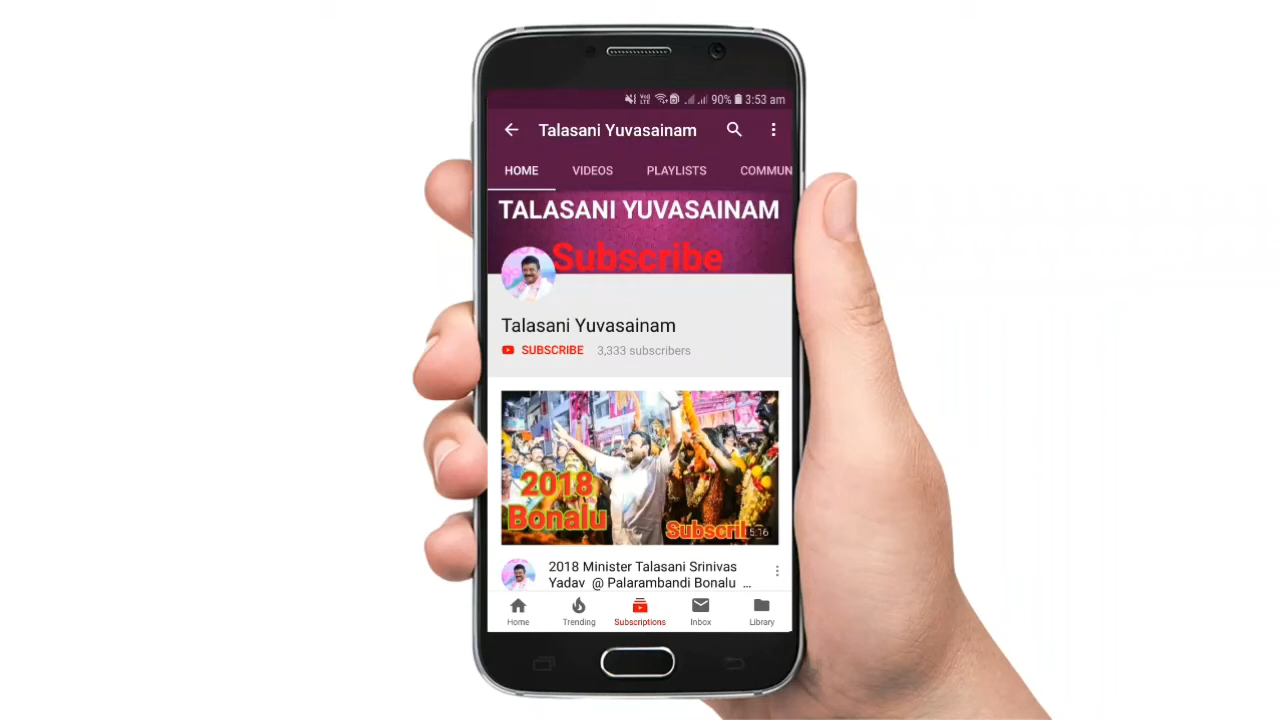 90% 3:53 am
Talasani Yuvasainam
HOME VIDEOS PLAYLISTS COMMUN
TALASANI YUVASAINAM
Subscribe
Talasani Yuvasainam
SUBSCRIBE 3,333 subscribers
2018
Bonalu
Subscrib
5:16
2018 Minister Talasani Srinivas
Yadav @ Palarambandi Bonalu ...
Home Trending Subscriptions Inbox Library